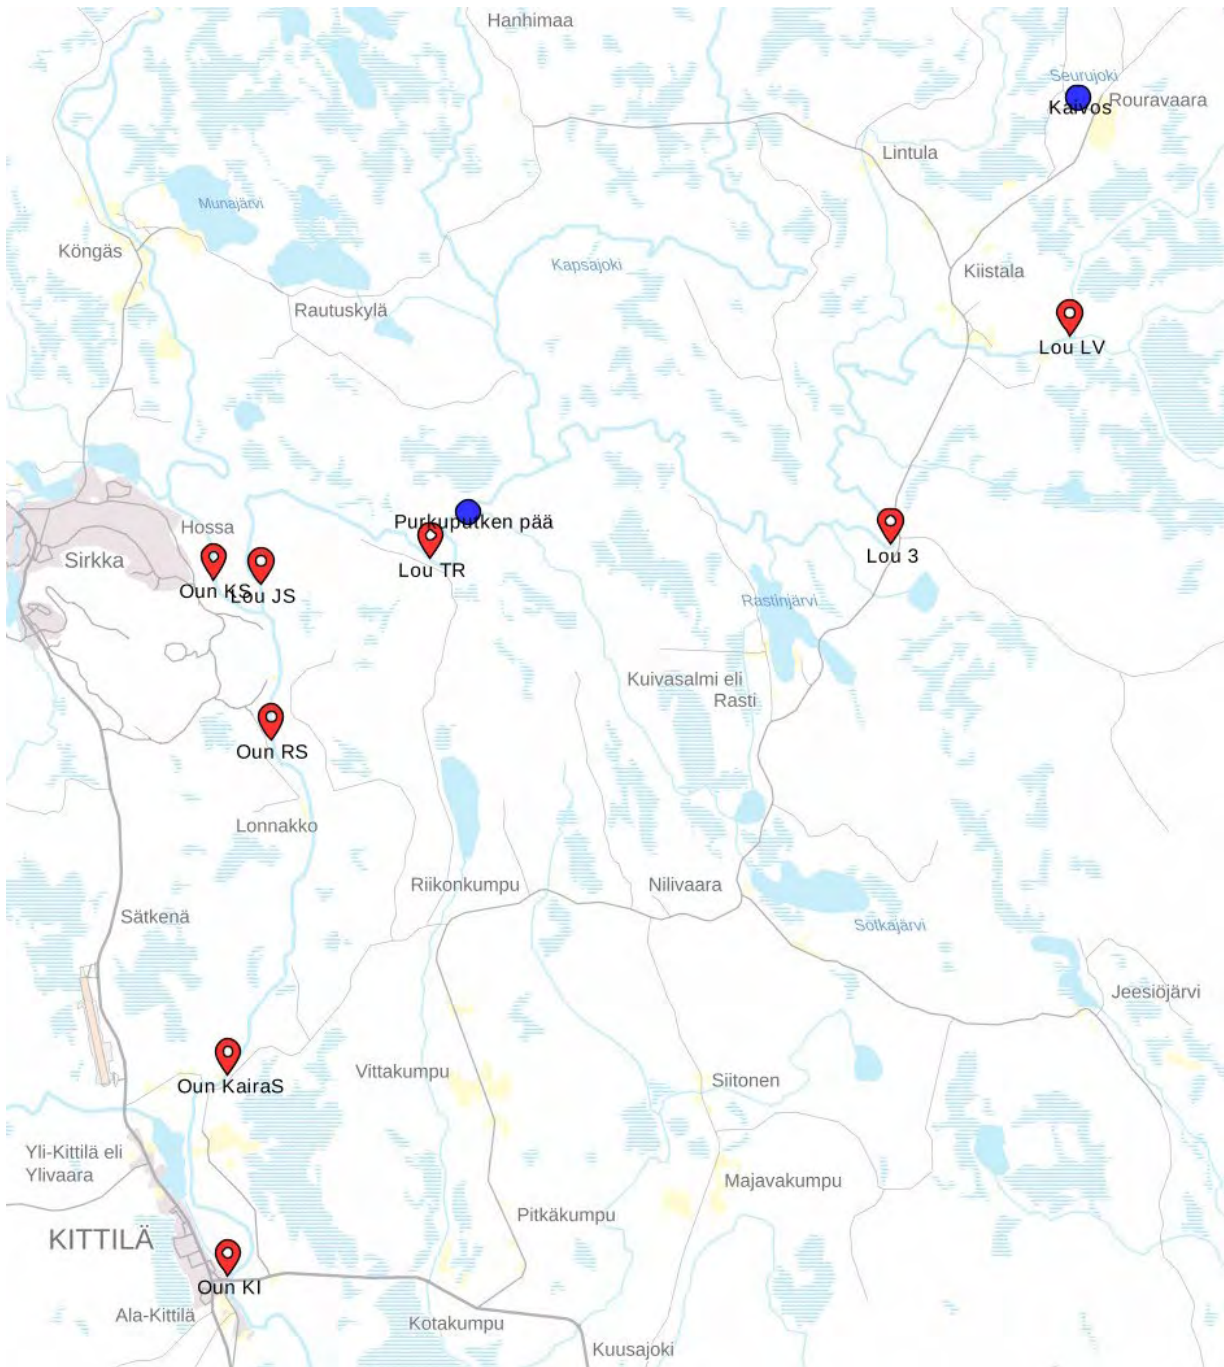 Hanhimaa
Seurujoki
Kaivos
Rouravaara
Lintula
Munajärvi
Köngäs
Kapsajoki
Kiistala
Rautuskylä
Lou LV
Purkuputken pää
Hossa
Sirkka
Lou 3
Lou TR
Oun KS
Lou JS
Rastinjärvi
Kuivasalmi eli
Rasti
Oun RS
Lonnakko
Riikonkumpu
Nilivaara
Sätkenä
Sotkajärvi
Jeesiöjärvi
Vittakumpu
Siitonen
Oun KairaS
Yli-Kittilä eli
Ylivaara
Majavakumpu
Pitkäkumpu
KITTILÄ
Oun KI
Ala-Kittilä
Kotakumpu
Kuusajoki